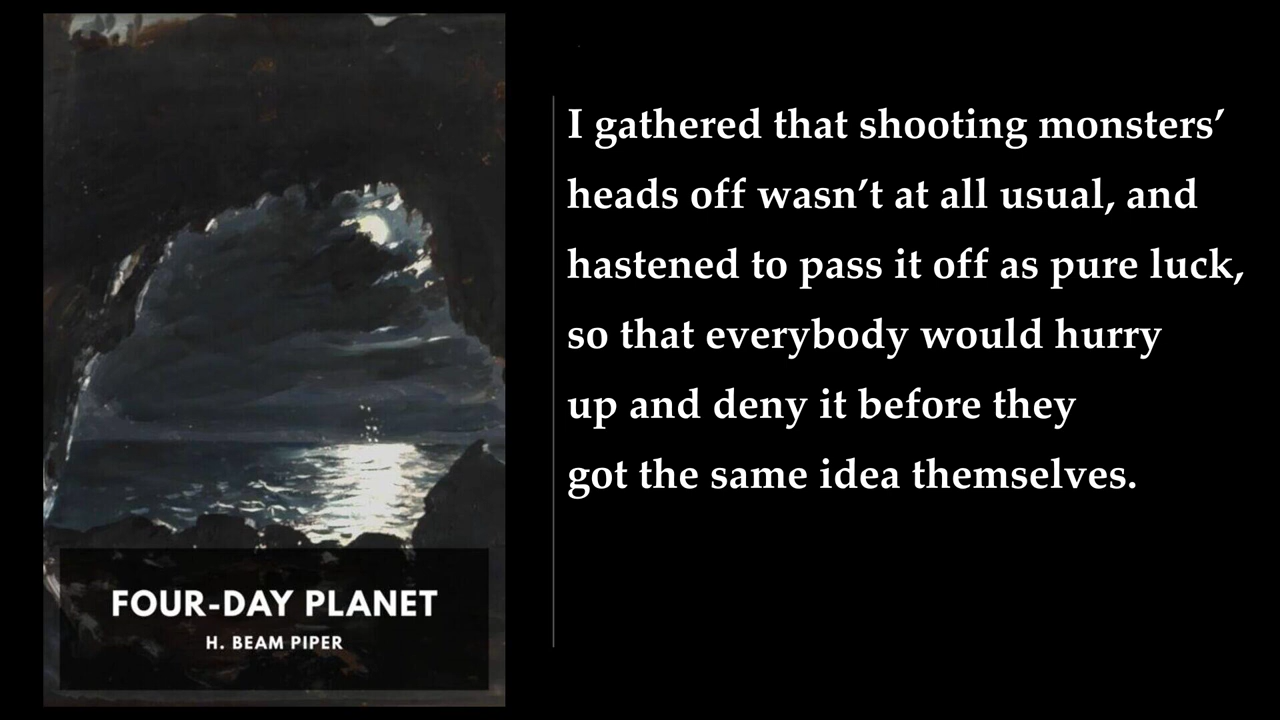 FOUR-DAY PLANET
H. BEAM PIPER
I gathered that shooting monsters’
heads off wasn’t at all usual, and
hastened to pass it off as pure luck,
so that everybody would hurry
up and deny it before they
got the same idea themselves.